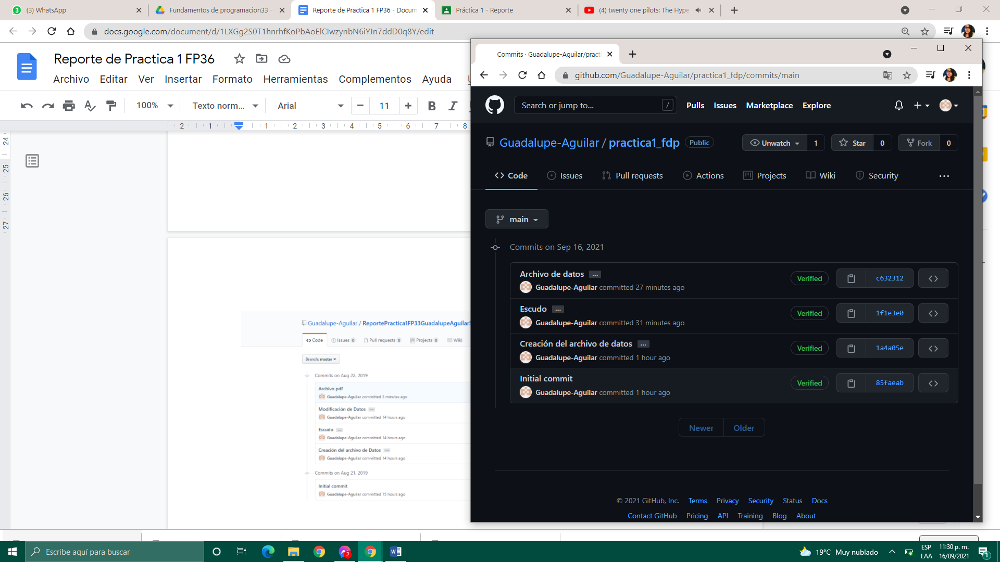 (3) WhatsApp
Fundamentos de programacion33 -
Reporte de Practica 1 FP36 - Docum
Práctica 1 - Reporte
(4) twenty one pilots: The Hype
docs.google.com/document/d/1LXGg2S0T1hnrhfKoPbAoElCIwzynbN6iYJn7ddD0q8Y/edit
Reporte de Practica 1 FP36
Archivo Editar Ver Insertar Formato Herramientas Complementos Ayuda
100% Texto norm... Arial 11 B I
2 1 1 2 3 4 5 6 7 8
24
25
26
27
Guadalupe-Aguilar / ReportePractica1FP33GuadalupeAguilar
Code Issues 0 Pull requests 0 Projects 0 Wiki
Branch: master
Commits on Aug 22, 2019
Archivo pdf
Guadalupe-Aguilar committed 3 minutes ago
Modificación de Datos ...
Guadalupe-Aguilar committed 14 hours ago
Escudo ...
Guadalupe-Aguilar committed 14 hours ago
Creación del archivo de Datos ...
Guadalupe-Aguilar committed 14 hours ago
Commits on Aug 21, 2019
Initial commit
Guadalupe-Aguilar committed 15 hours ago
Commits · Guadalupe-Aguilar/practi
github.com/Guadalupe-Aguilar/practica1_fdp/commits/main
Search or jump to... /
Pulls Issues Marketplace Explore
Guadalupe-Aguilar / practica1_fdp Public
Unwatch 1 Star 0 Fork 0
Code Issues Pull requests Actions Projects Wiki Security ...
main
Commits on Sep 16, 2021
Archivo de datos ...
Guadalupe-Aguilar committed 27 minutes ago
Verified c632312
Escudo ...
Guadalupe-Aguilar committed 31 minutes ago
Verified 1f1e3e0
Creación del archivo de datos ...
Guadalupe-Aguilar committed 1 hour ago
Verified 1a4a05e
Initial commit
Guadalupe-Aguilar committed 1 hour ago
Verified 85faeab
Newer Older
© 2021 GitHub, Inc. Terms Privacy Security Status Docs
Contact GitHub Pricing API Training Blog About
Escribe aquí para buscar
2
19°C Muy nublado
ESP
LAA
11:30 p. m.
16/09/2021
1